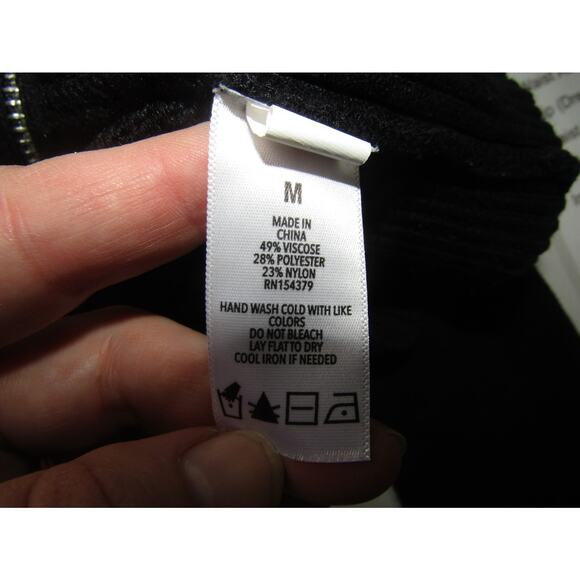 M
MADE IN
CHINA
49% VISCOSE
28% POLYESTER
23% NYLON
RN154379
HAND WASH COLD WITH LIKE
COLORS
DO NOT BLEACH
LAY FLAT TO DRY
COOL IRON IF NEEDED